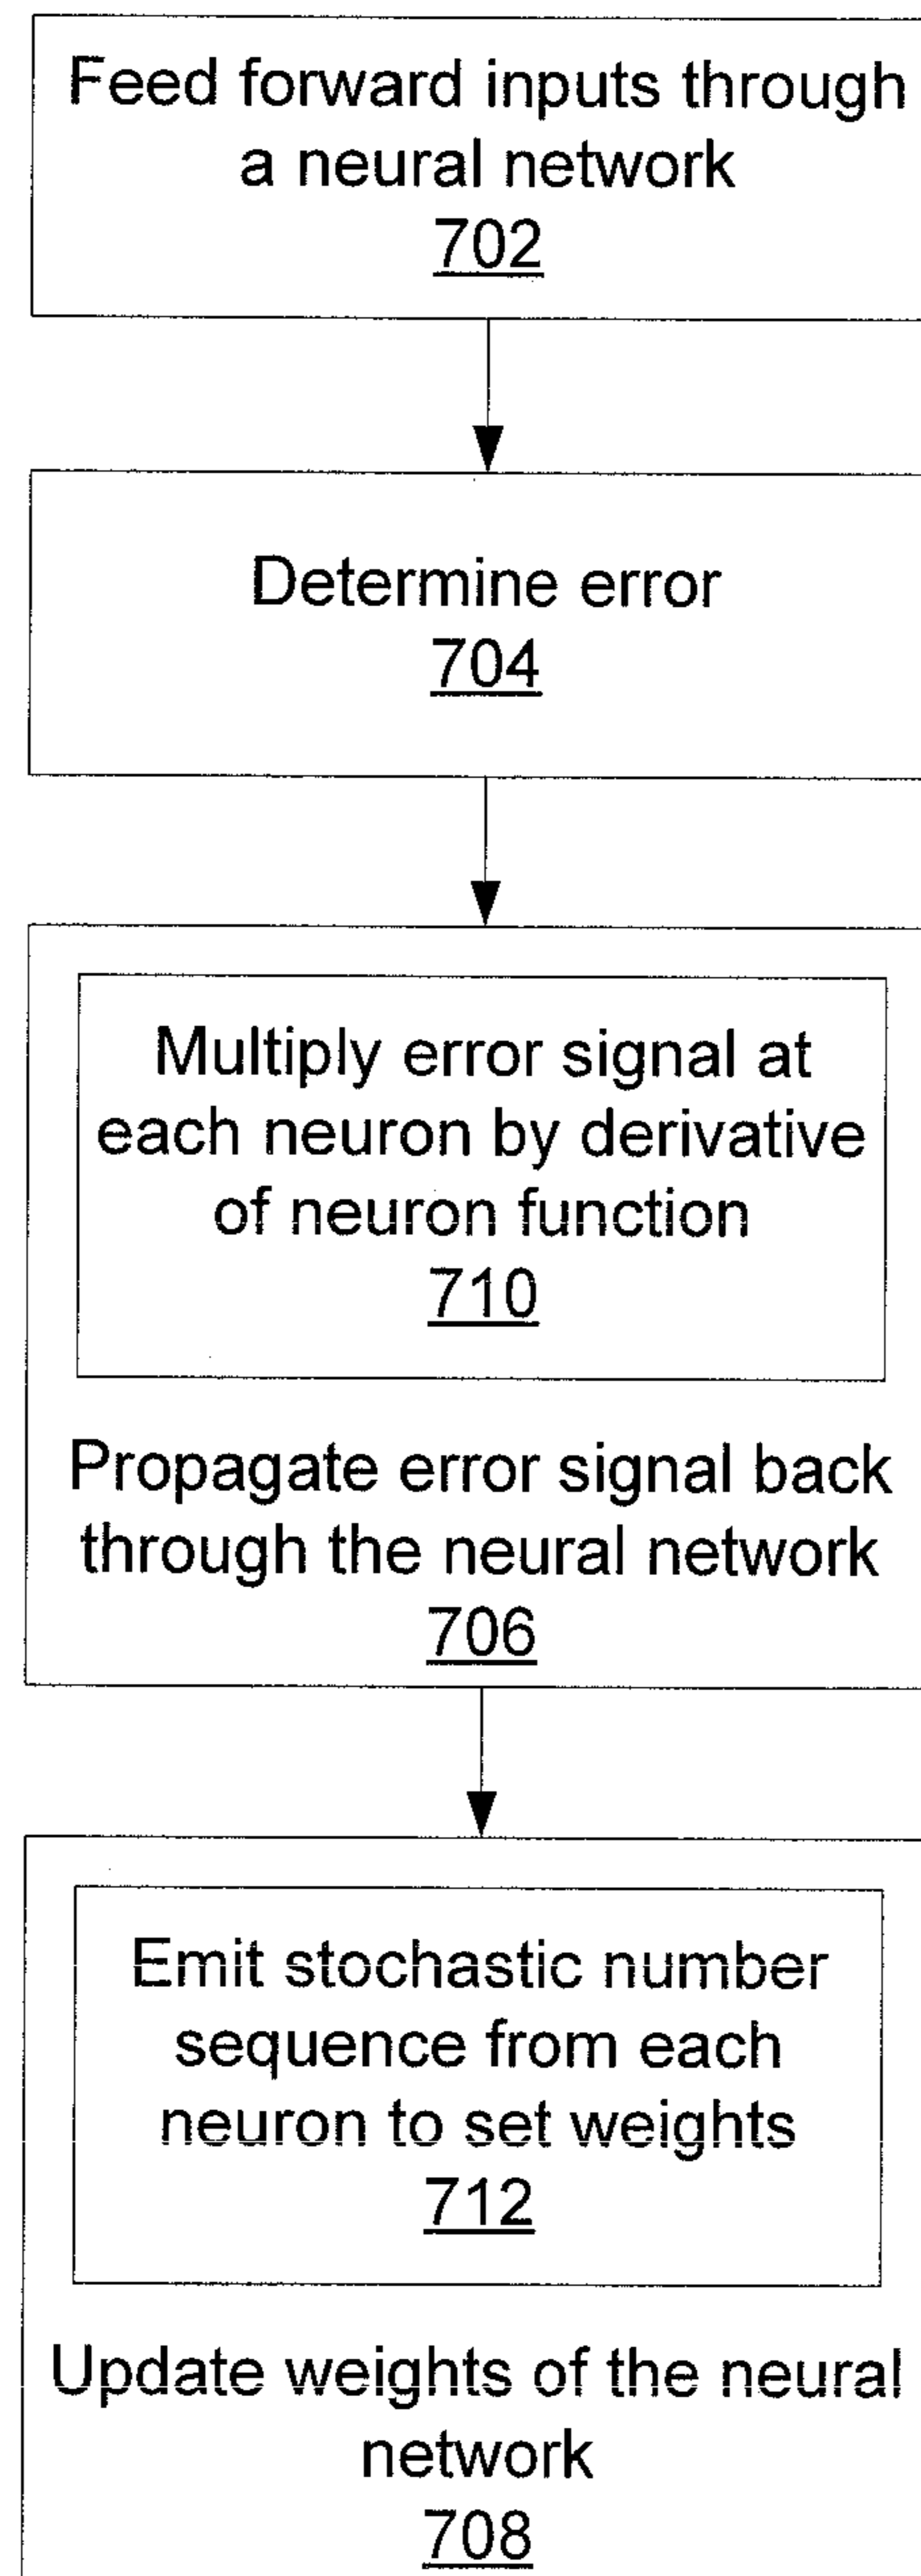 Feed forward inputs through
a neural network
702
Determine error
704
Multiply error signal at
each neuron by derivative
of neuron function
710
Propagate error signal back
through the neural network
706
Emit stochastic number
sequence from each
neuron to set weights
712
Update weights of the neural
network
708